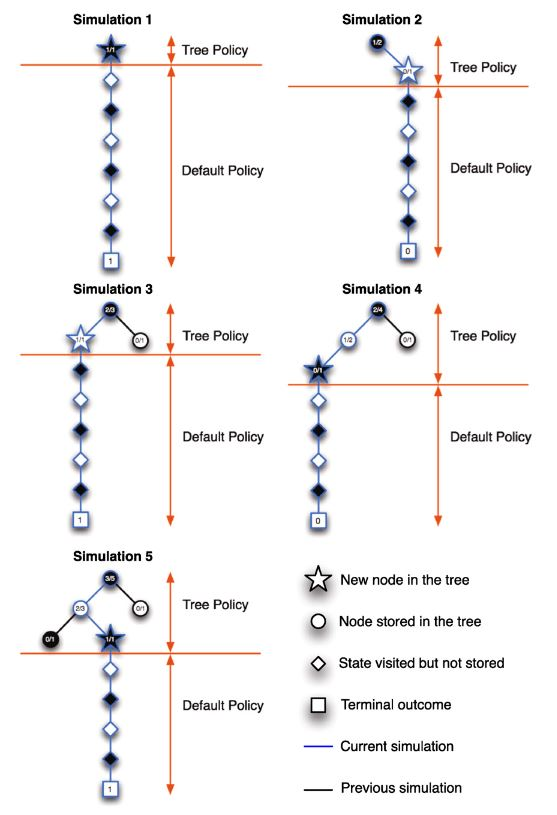 Simulation 1
1/1
Tree Policy
Default Policy
1
Simulation 2
1/2
0/1
Tree Policy
Default Policy
0
Simulation 3
2/3
1/1
0/1
Tree Policy
Default Policy
1
Simulation 4
2/4
1/2
0/1
0/1
Tree Policy
Default Policy
0
Simulation 5
3/5
2/3
0/1
0/1
1/1
Tree Policy
Default Policy
1
New node in the tree
Node stored in the tree
State visited but not stored
Terminal outcome
Current simulation
Previous simulation